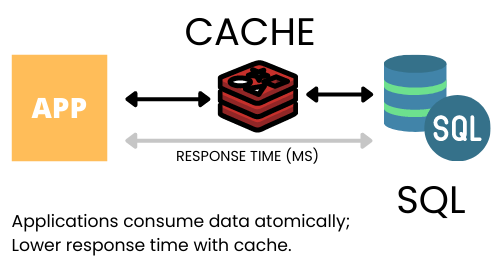 CACHE
APP
SQL
RESPONSE TIME (MS)
SQL
Applications consume data atomically;
Lower response time with cache.